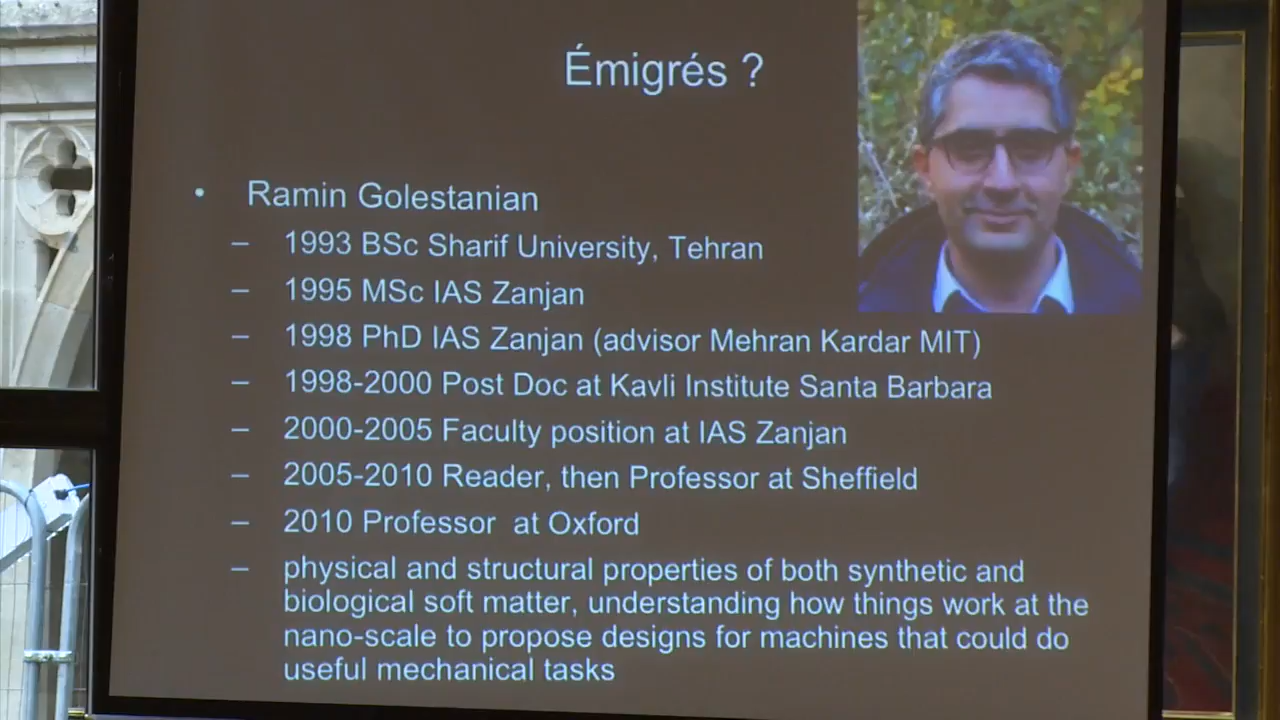 Émigrés ?
• Ramin Golestanian
– 1993 BSc Sharif University, Tehran
– 1995 MSc IAS Zanjan
– 1998 PhD IAS Zanjan (advisor Mehran Kardar MIT)
– 1998-2000 Post Doc at Kavli Institute Santa Barbara
– 2000-2005 Faculty position at IAS Zanjan
– 2005-2010 Reader, then Professor at Sheffield
– 2010 Professor at Oxford
– physical and structural properties of both synthetic and
biological soft matter, understanding how things work at the
nano-scale to propose designs for machines that could do
useful mechanical tasks